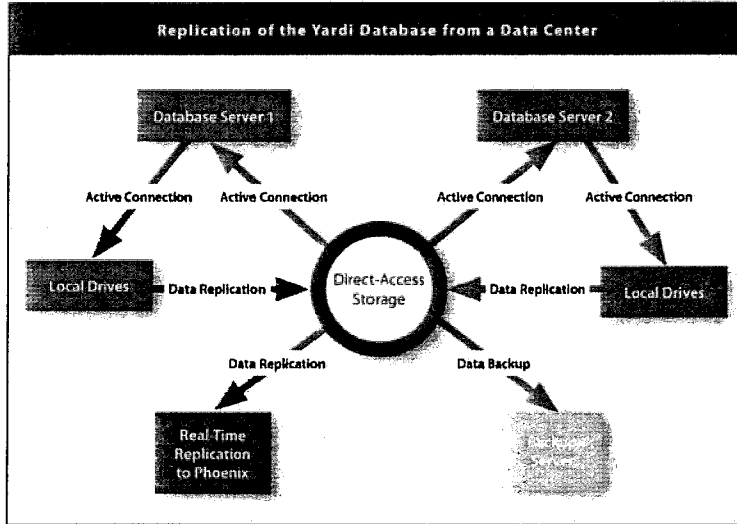 Replication of the Yardi Database from a Data Center
Database Server 1
Database Server 2
Active Connection
Active Connection
Active Connection
Active Connection
Local Drives
Data Replication
Direct-Access
Storage
Data Replication
Local Drives
Data Replication
Data Backup
Real-Time
Replication
to Phoenix
Backup
Server